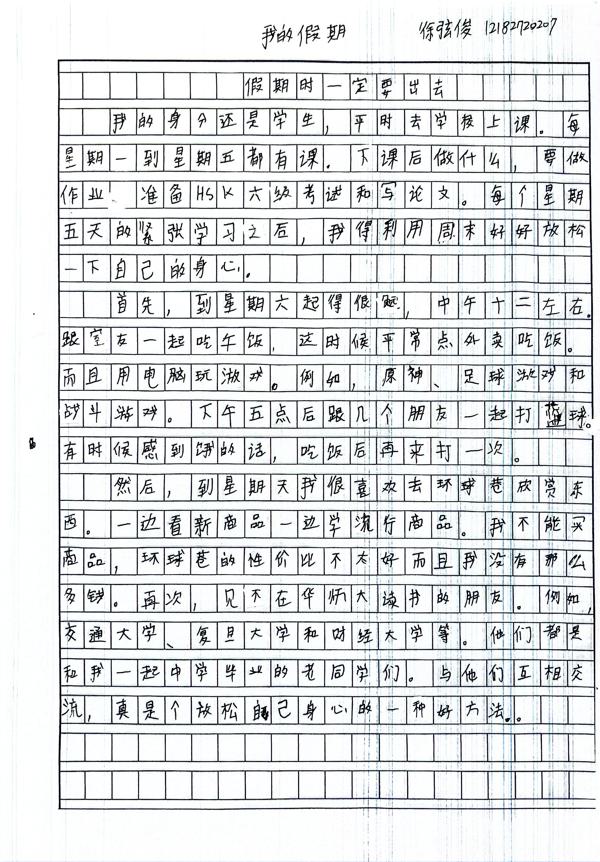 我的假期 徐弦俊 12182720207
假期时一定要出去
我的身分还是学生，平时去学校上课。每
星期一到星期五都有课。下课后做什么，要做
作业、准备HSK六级考试和写论文。每个星期
五天的紧张学习之后，我得利用周末好好放松
一下自己的身心。
首先，到星期六起得很晚，中午十二左右.
跟室友一起吃午饭，这时候平常点外卖吃饭。
而且用电脑玩游戏。例如，原神、足球游戏和
战斗游戏。下午五点后跟几个朋友一起打篮球。
有时候感到饿的话，吃饭后再来打一次。
然后，到星期天我很喜欢去环球巷欣赏东
西。一边看新商品一边学流行商品。我不能买
商品，环球巷的性价比不太好而且我没有那么
多钱。再次，见不在华师大读书的朋友。例如，
交通大学、复旦大学和财经大学等。他们都是
和我一起中学毕业的老同学们。与他们互相交
流，真是个放松自己身心的一种好方法。